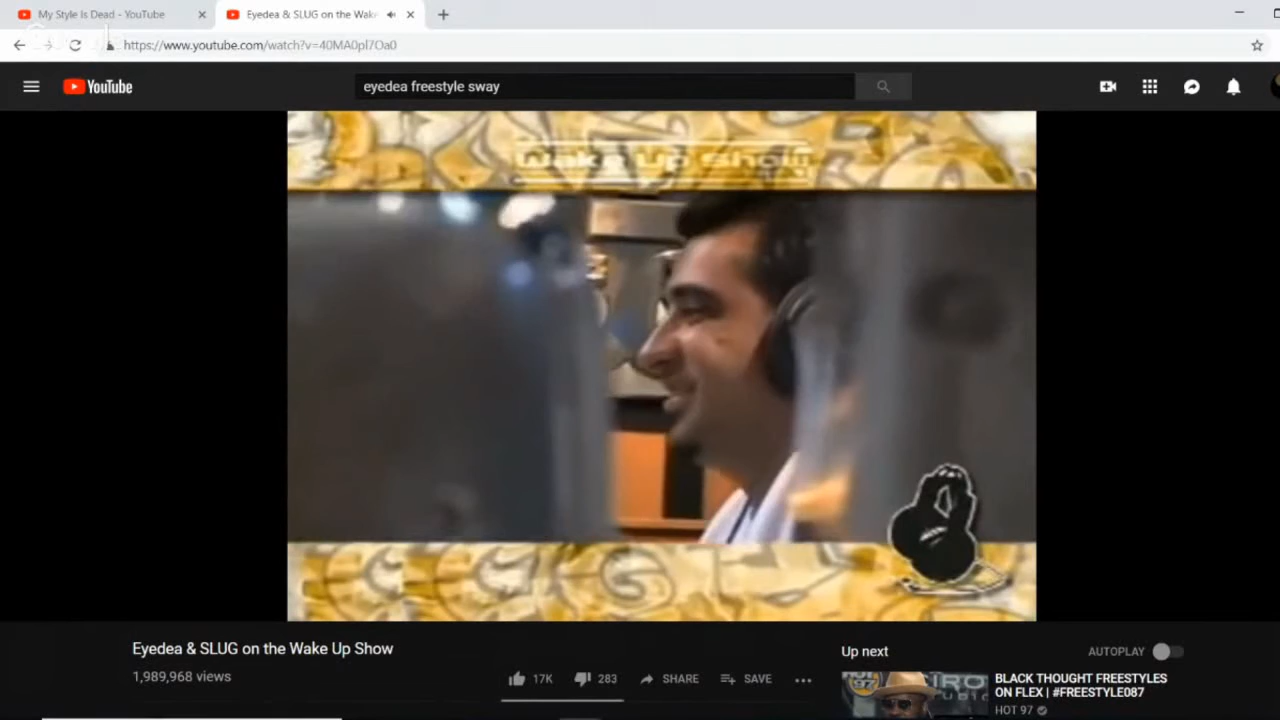 My Style Is Dead - YouTube
Eyedea & SLUG on the Wake
https://www.youtube.com/watch?v=40MA0pl7Oa0
YouTube
eyedea freestyle sway
Wake Up Show
Eyedea & SLUG on the Wake Up Show
1,989,968 views
17K
283
SHARE
SAVE
Up next
AUTOPLAY
BLACK THOUGHT FREESTYLES
ON FLEX | #FREESTYLE087
HOT 97